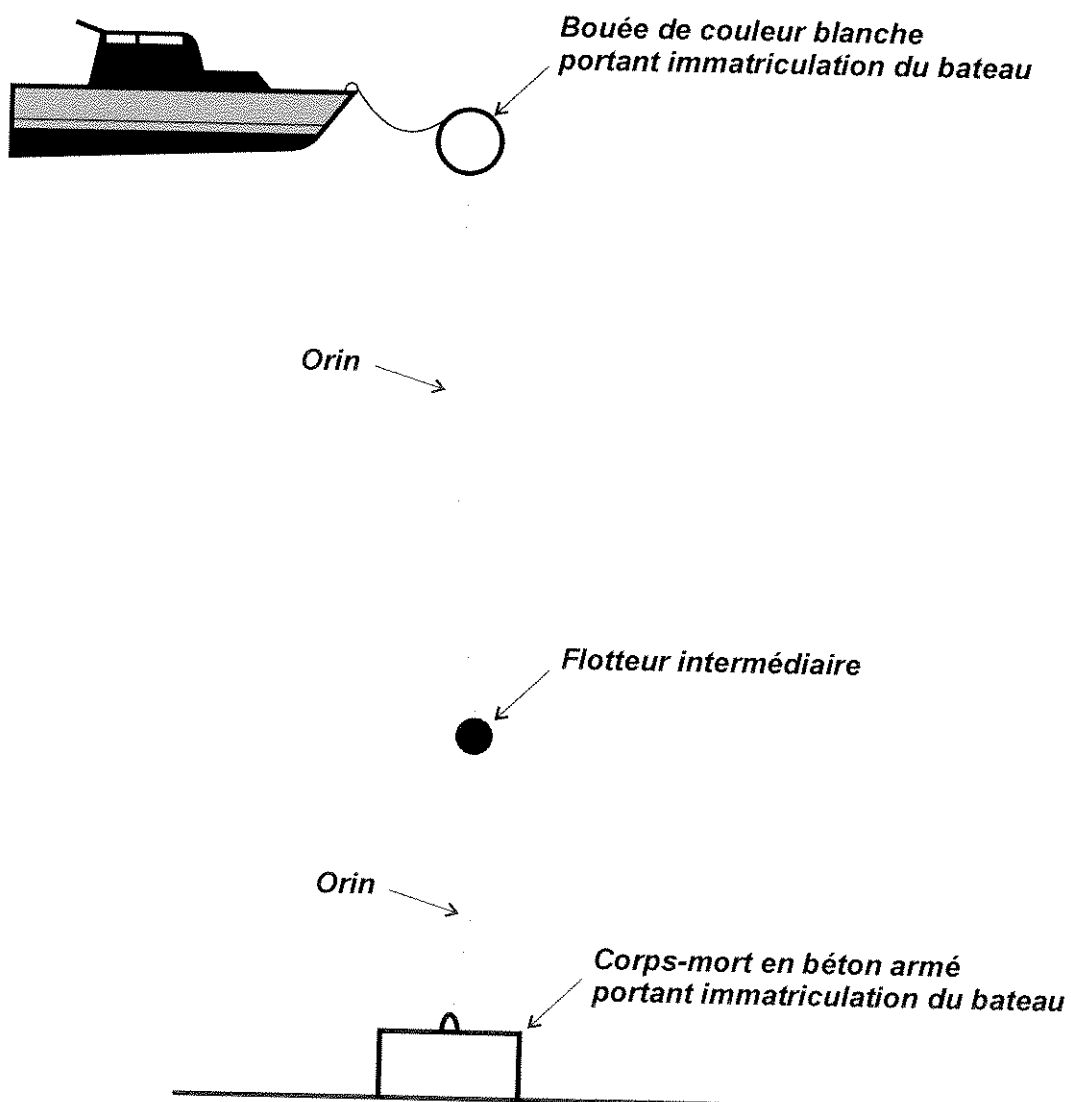 Bouée de couleur blanche
portant immatriculation du bateau
Orin
Flotteur intermédiaire
Orin
Corps-mort en béton armé
portant immatriculation du bateau